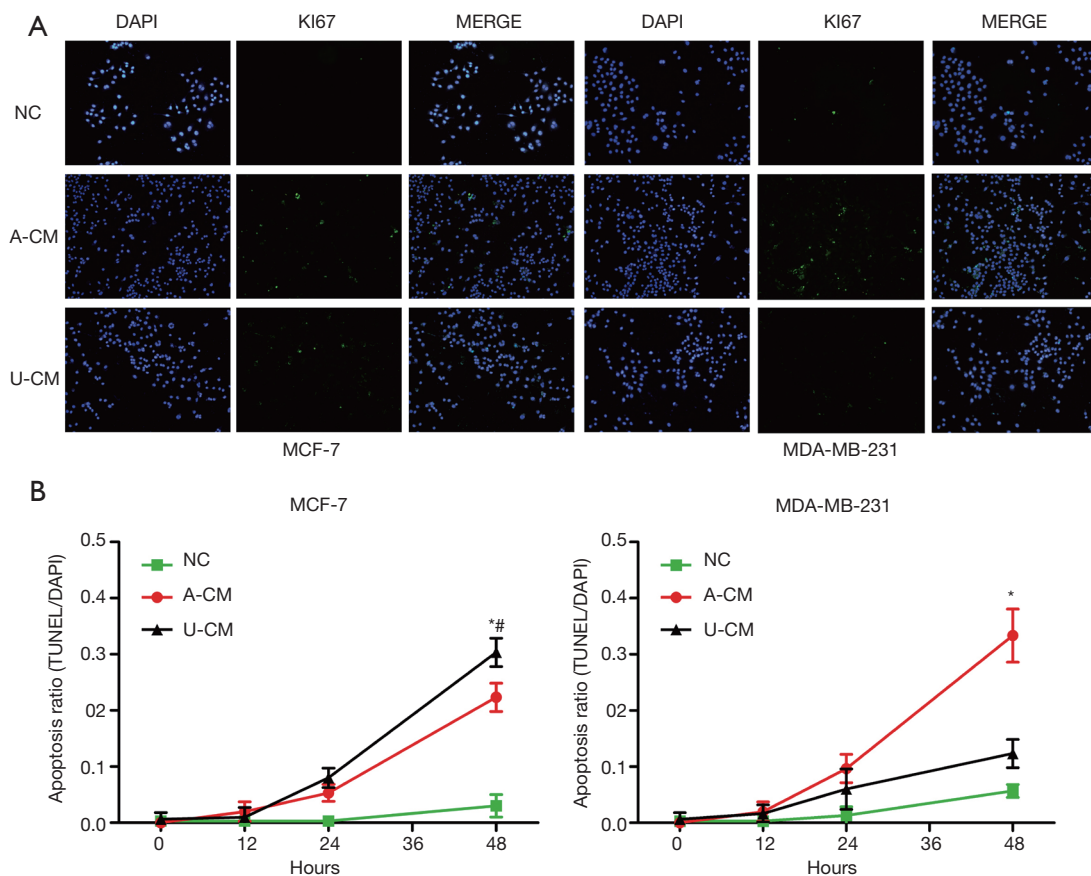 A
DAPI KI67 MERGE DAPI KI67 MERGE
NC
A-CM
U-CM
MCF-7 MDA-MB-231
B
MCF-7
Apoptosis ratio (TUNEL/DAPI)
0.5
0.4
0.3
02
0.1
0.0
NC
A-CM
U-CM
*#
0 12 24 36 48
Hours
MDA-MB-231
Apoptosis ratio (TUNEL/DAPI)
0.5
0.4
0.3
02
0.1
0.0
NC
A-CM
U-CM
*
0 12 24 36 48
Hours